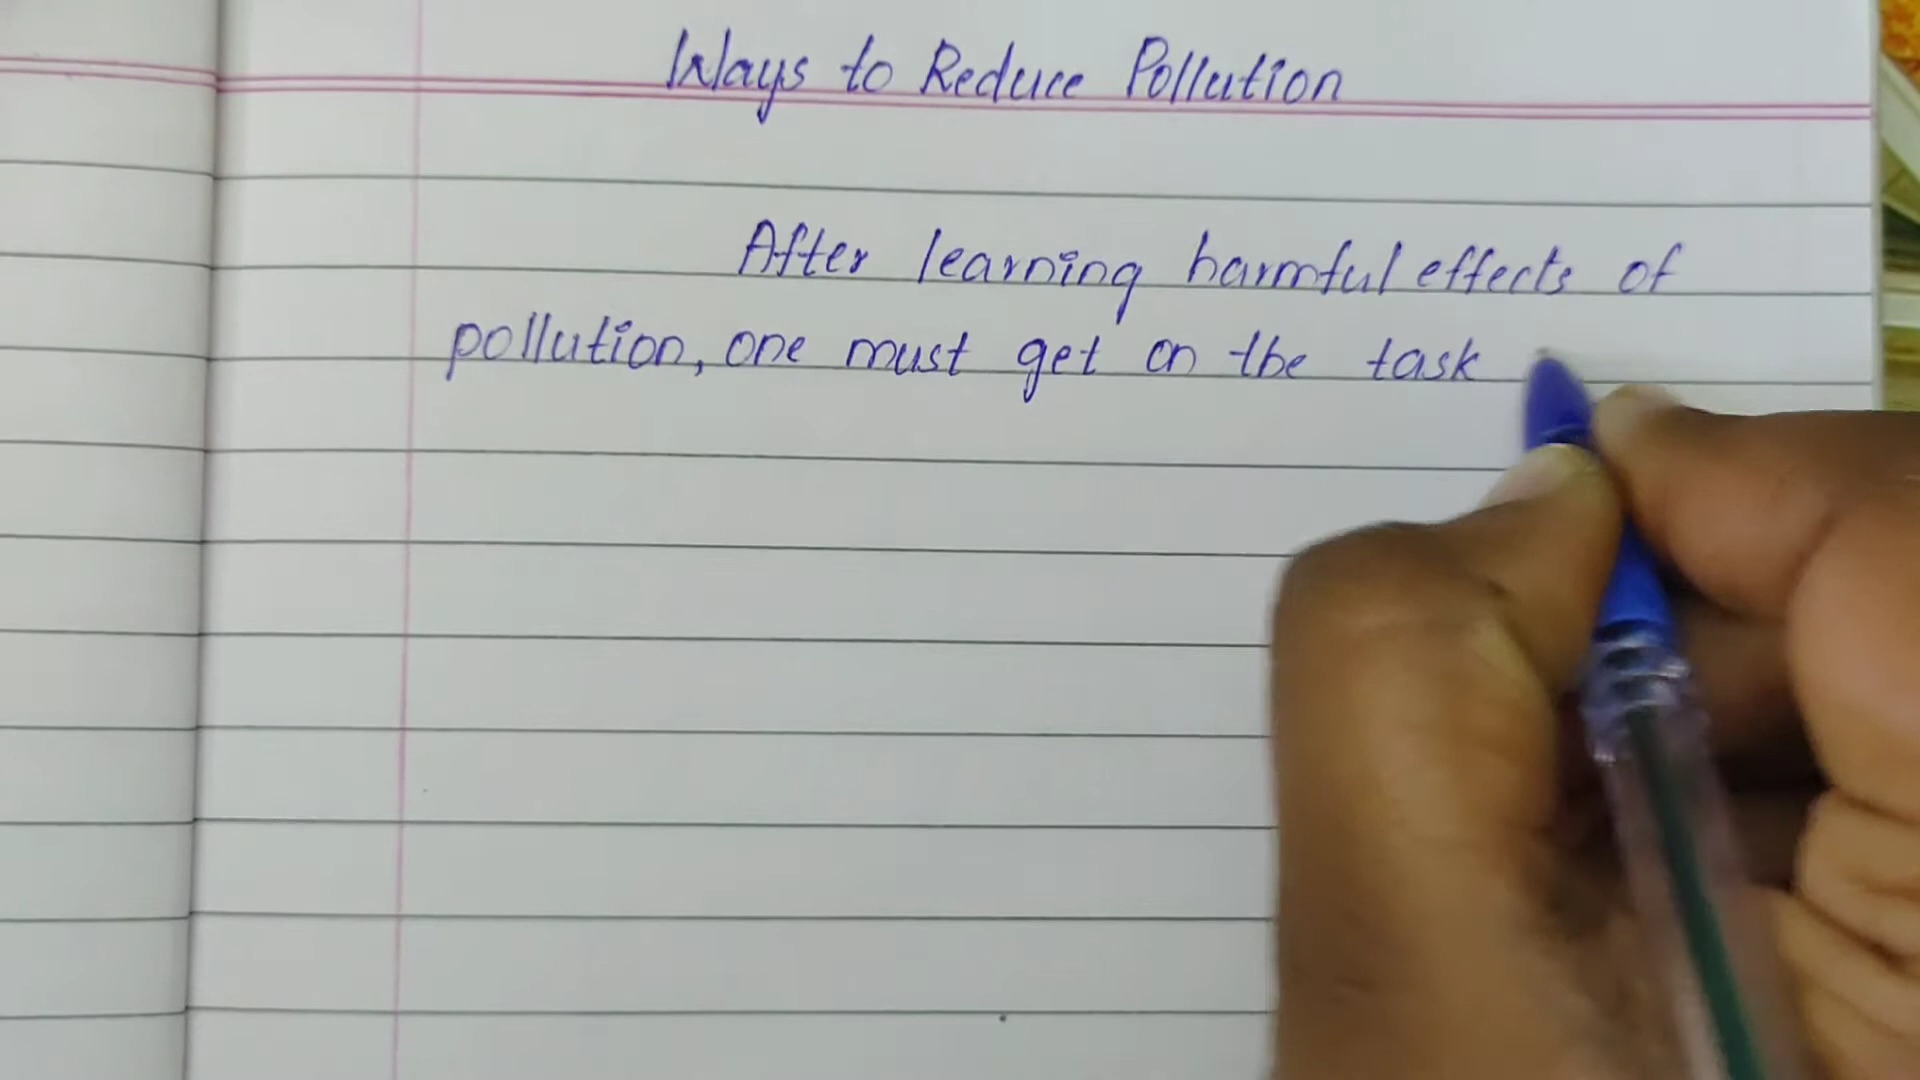 Ways to Reduce Pollution
After learning harmful effects of
pollution, one must get on the task